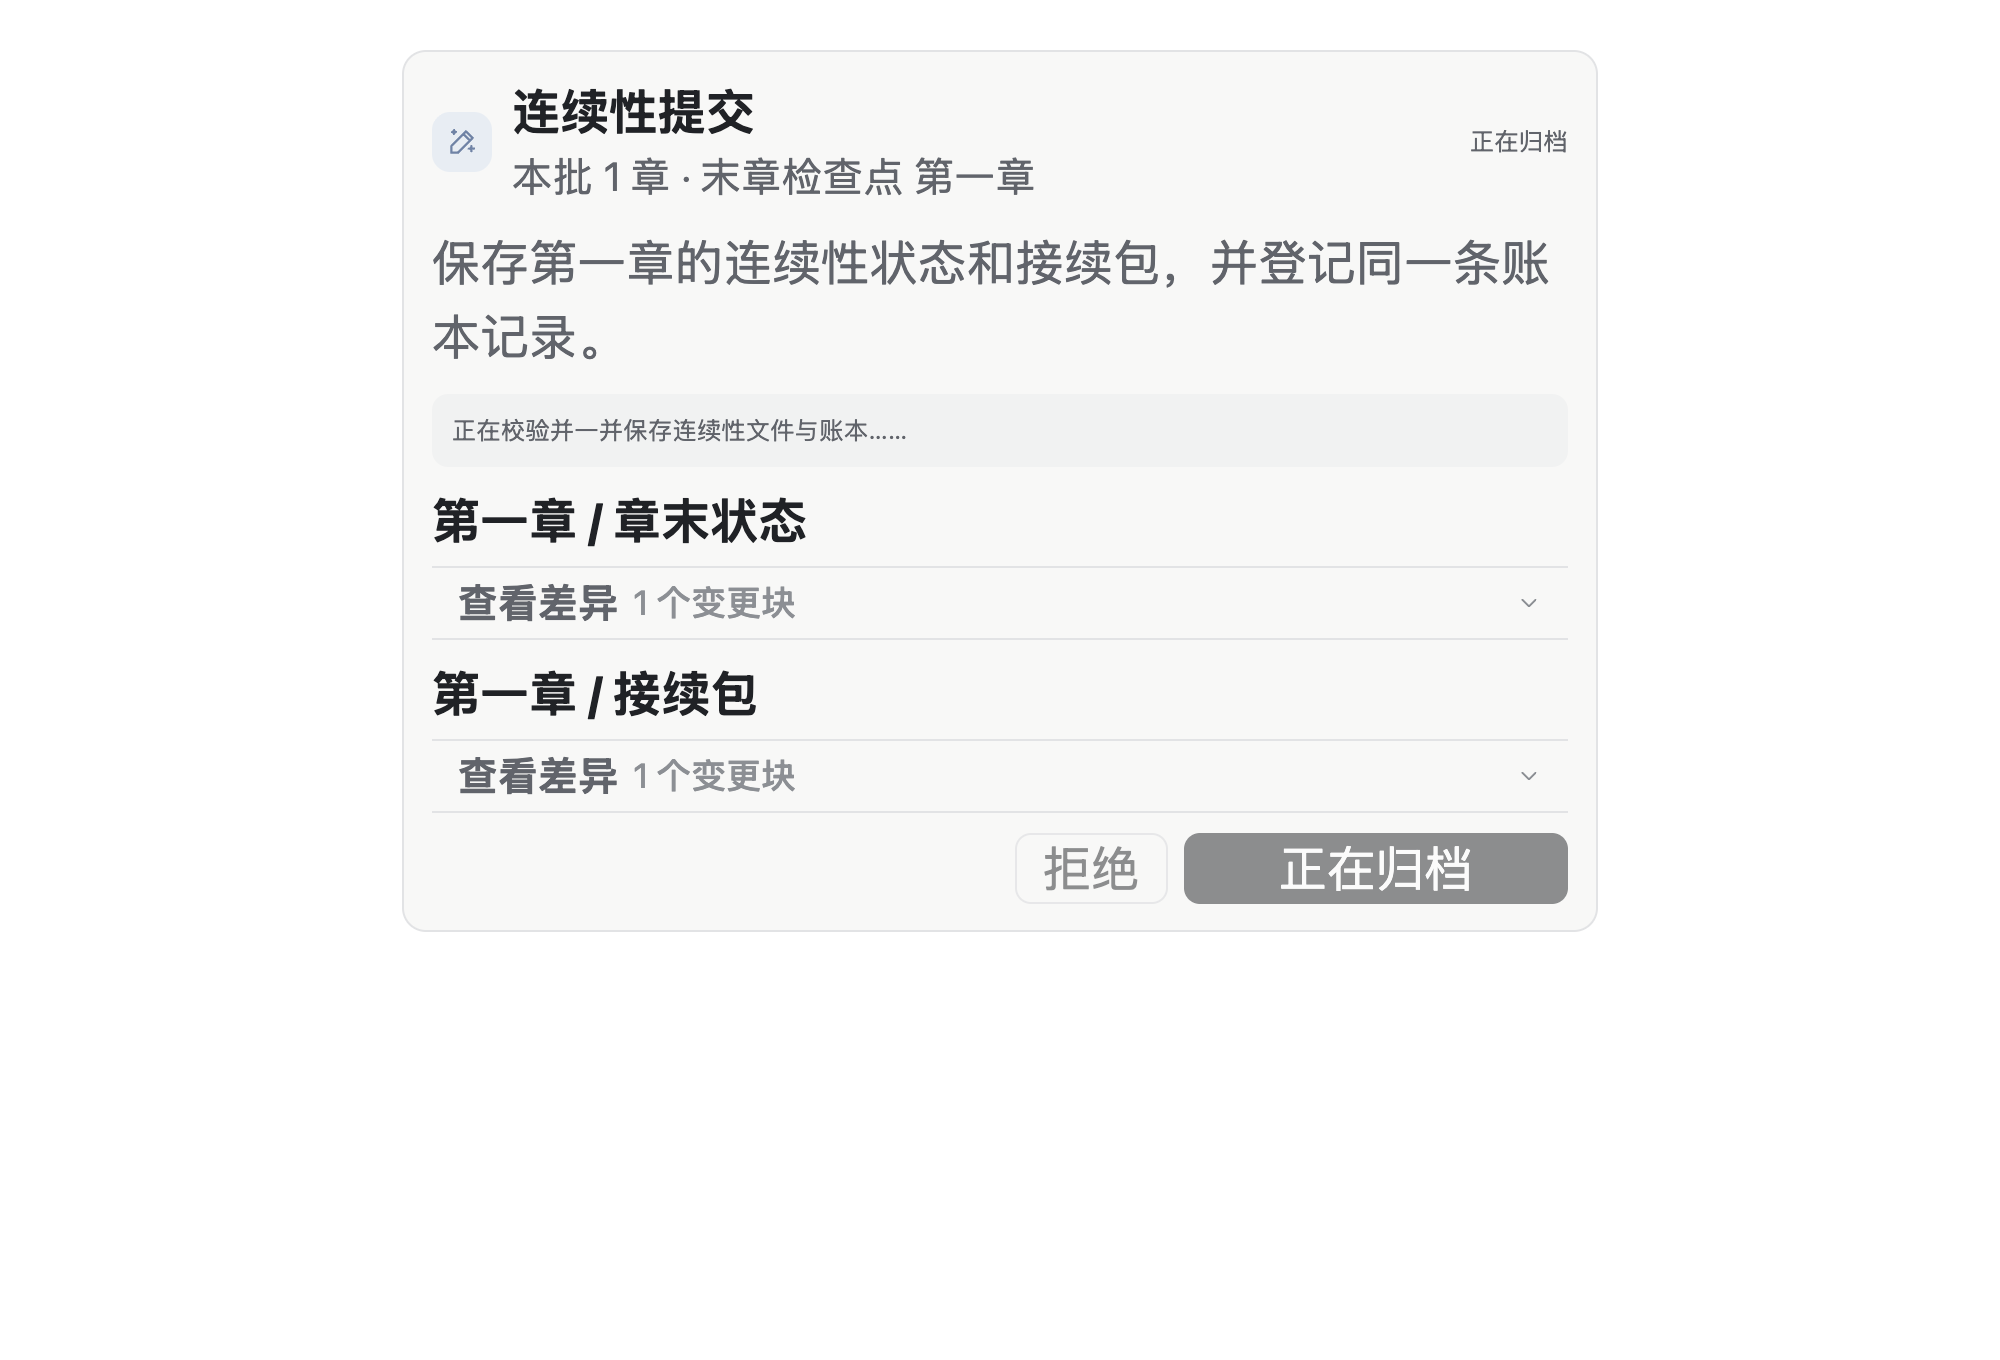 连续性提交
本批 1 章 · 末章检查点 第一章
正在归档
保存第一章的连续性状态和接续包，并登记同一条账
本记录。
正在校验并一并保存连续性文件与账本……
第一章 / 章末状态
查看差异 1 个变更块
第一章 / 接续包
查看差异 1 个变更块
拒绝 正在归档